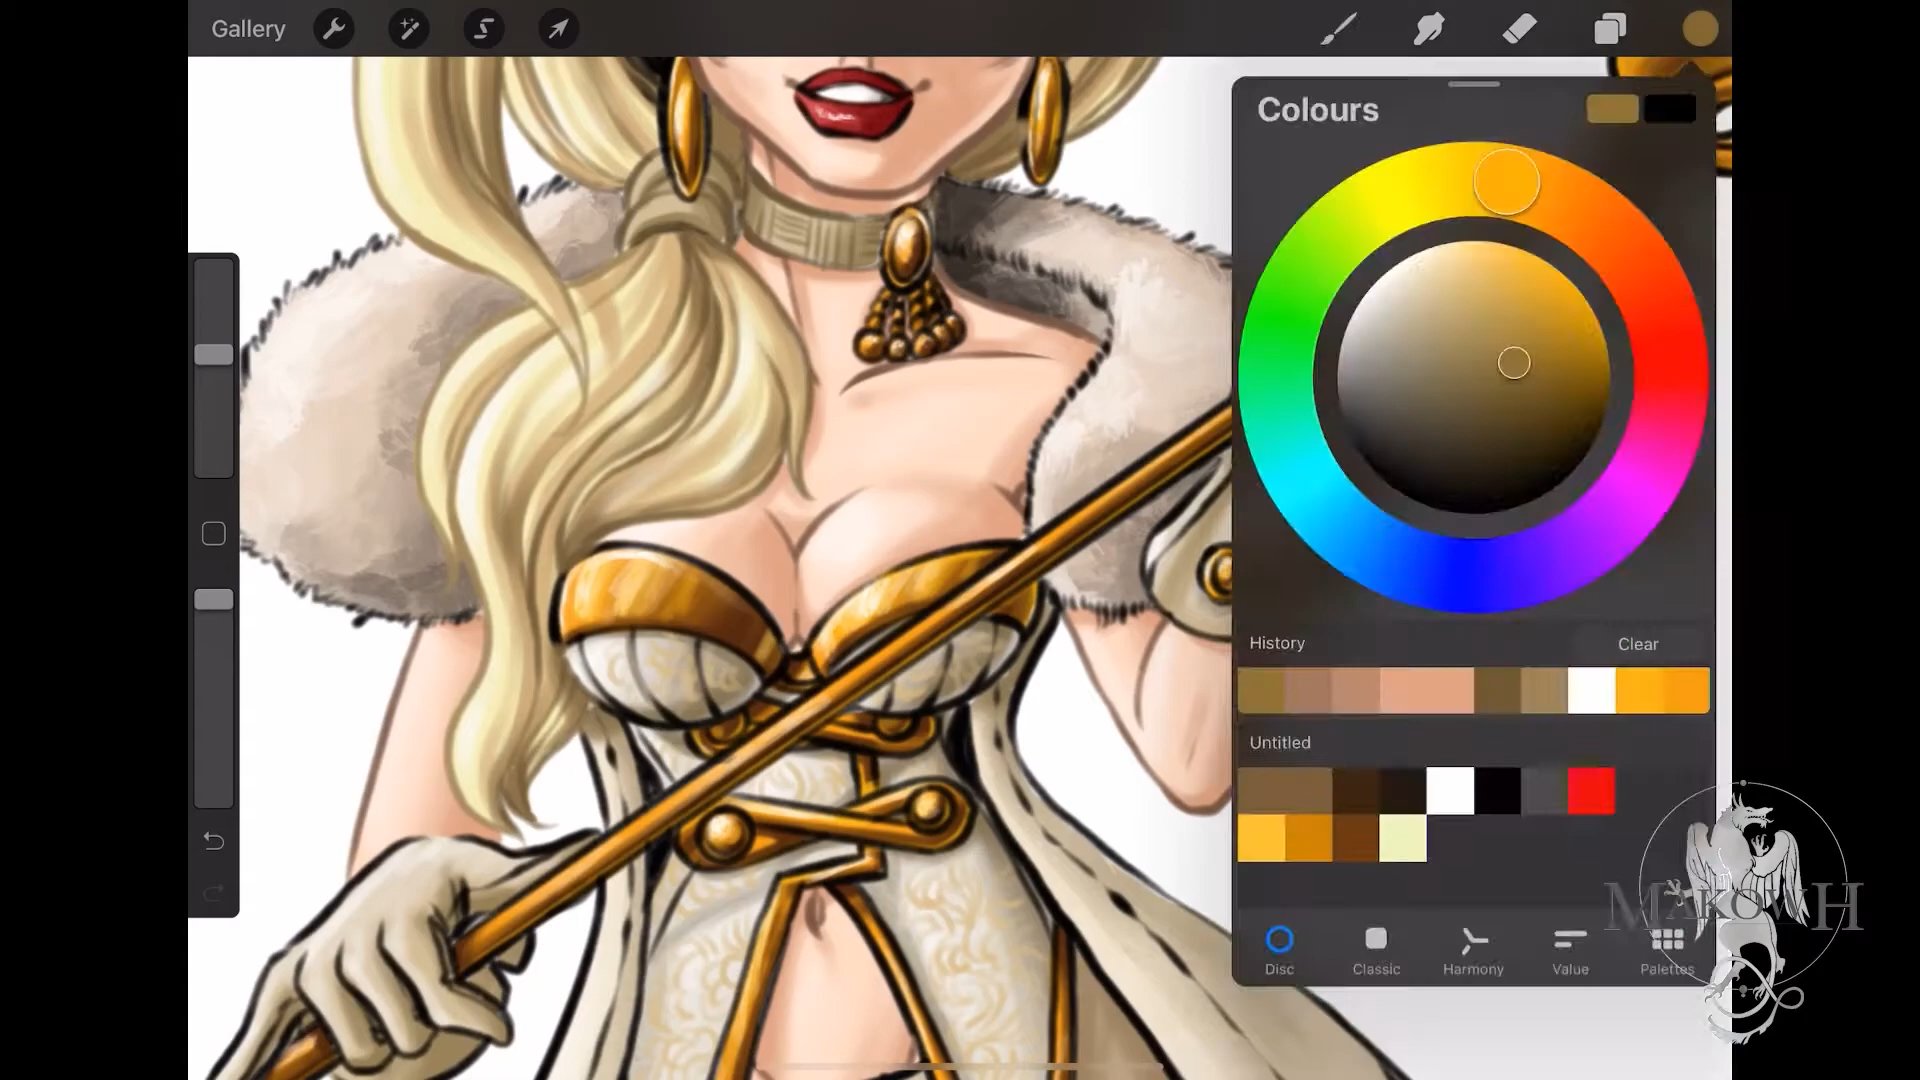 Gallery
Colours
History
Clear
Untitled
Disc
Classic
Harmony
Value
Palettes
MAKOWH